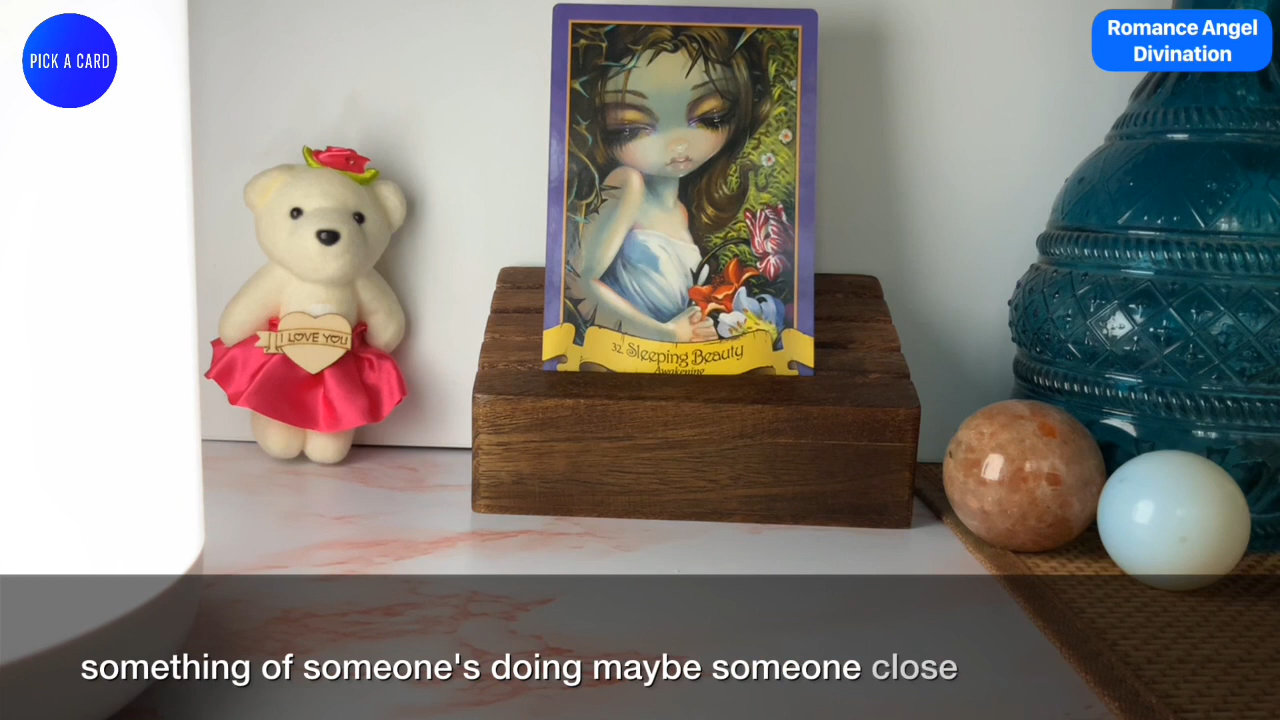 PICK A CARD
Romance Angel
Divination
I LOVE YOU
32 Sleeping Beauty
Awakening
something of someone's doing maybe someone close